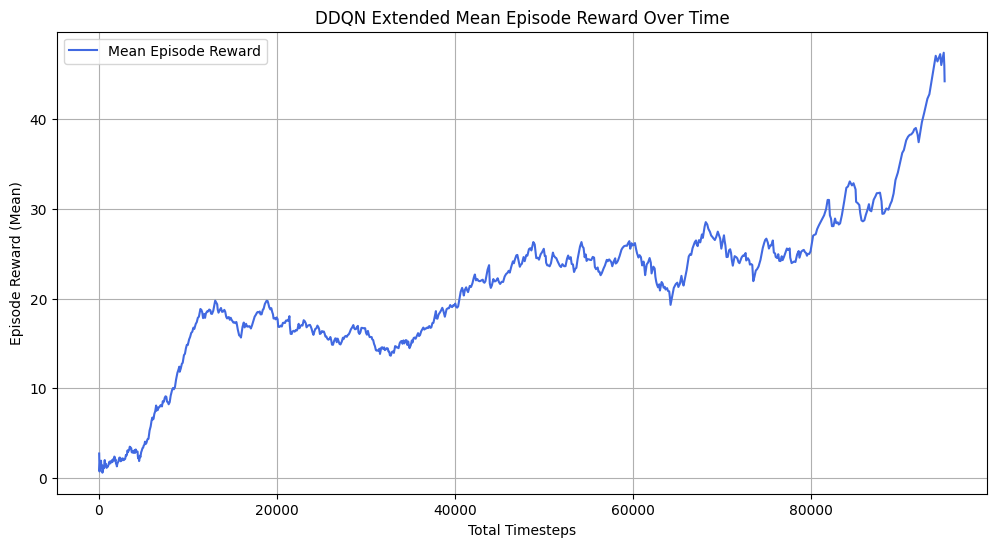 DDQN Extended Mean Episode Reward Over Time
Mean Episode Reward
Episode Reward (Mean)
40
30
20
10
0
0 20000 40000 60000 80000
Total Timesteps